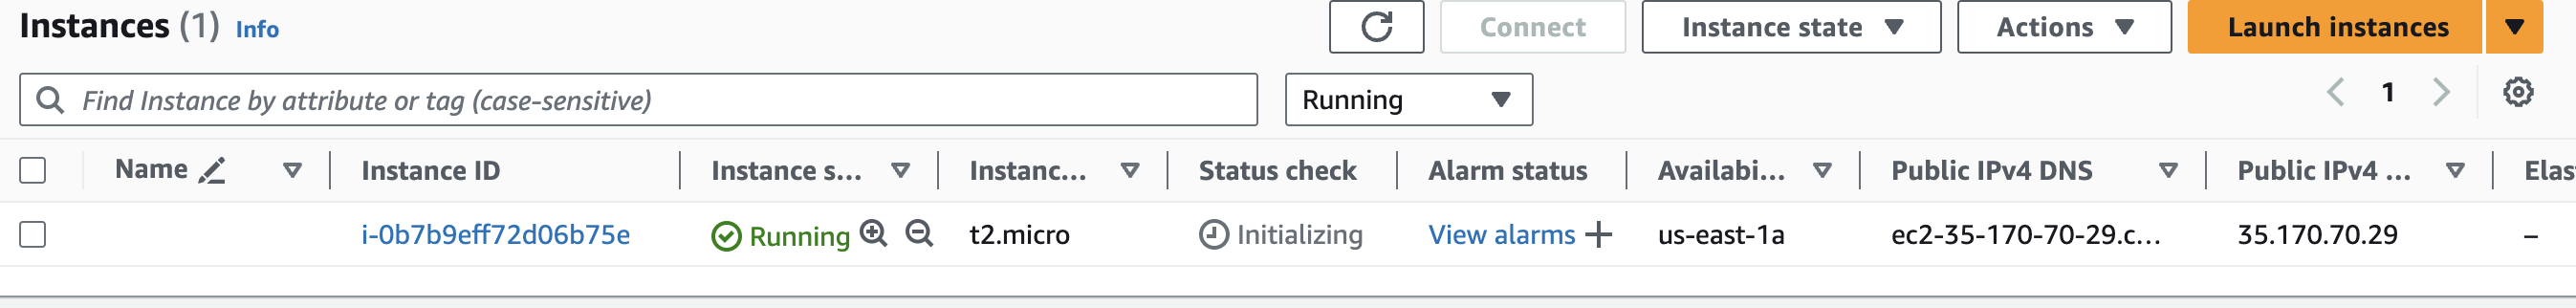 Instances (1) Info Connect Instance state Actions Launch instances
Find Instance by attribute or tag (case-sensitive) Running 1
Name Instance ID Instance s... Instanc... Status check Alarm status Availabi... Public IPv4 DNS Public IPv4 ... Elas
i-0b7b9eff72d06b75e Running t2.micro Initializing View alarms + us-east-1a ec2-35-170-70-29.c... 35.170.70.29 –